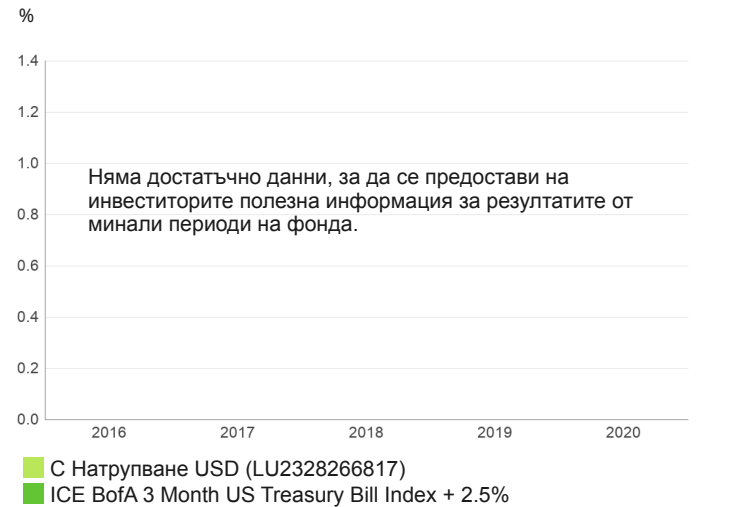 %
1.4
1.2
1.0
Няма достатъчно данни, за да се предостави на
инвеститорите полезна информация за резултатите от
0.8
минали периоди на фонда.
0.6
0.4
0.2
0.0
2016 2017 2018 2019 2020
С Натрупване USD (LU2328266817)
ICE BofA 3 Month US Treasury Bill Index + 2.5%